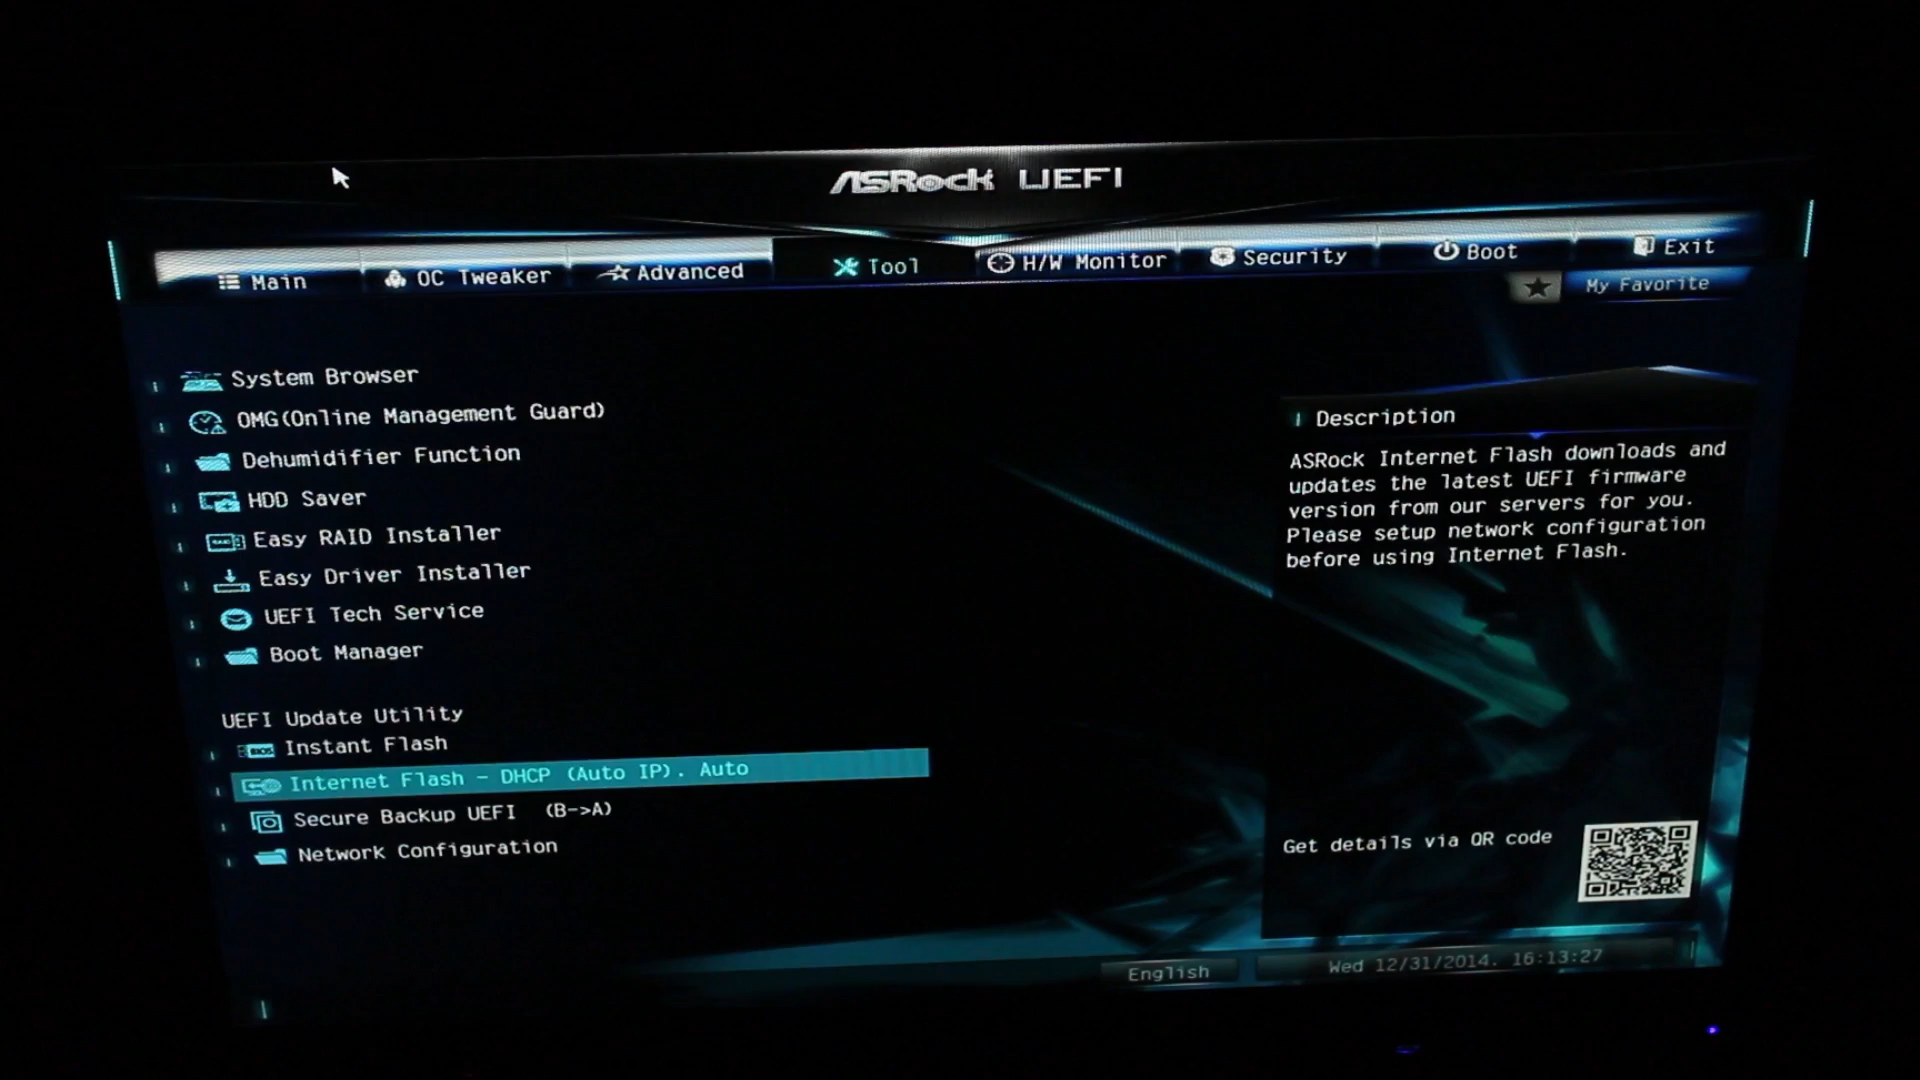 ASRock UEFI
Main OC Tweaker Advanced Tool H/W Monitor Security Boot Exit
My Favorite
System Browser
OMG(Online Management Guard)
Dehumidifier Function
HDD Saver
Easy RAID Installer
Easy Driver Installer
UEFI Tech Service
Boot Manager
UEFI Update Utility
Instant Flash
Internet Flash - DHCP (Auto IP). Auto
Secure Backup UEFI (B->A)
Network Configuration
Description
ASRock Internet Flash downloads and
updates the latest UEFI firmware
version from our servers for you.
Please setup network configuration
before using Internet Flash.
Get details via QR code
English
Wed 12/31/2014. 16:13:27